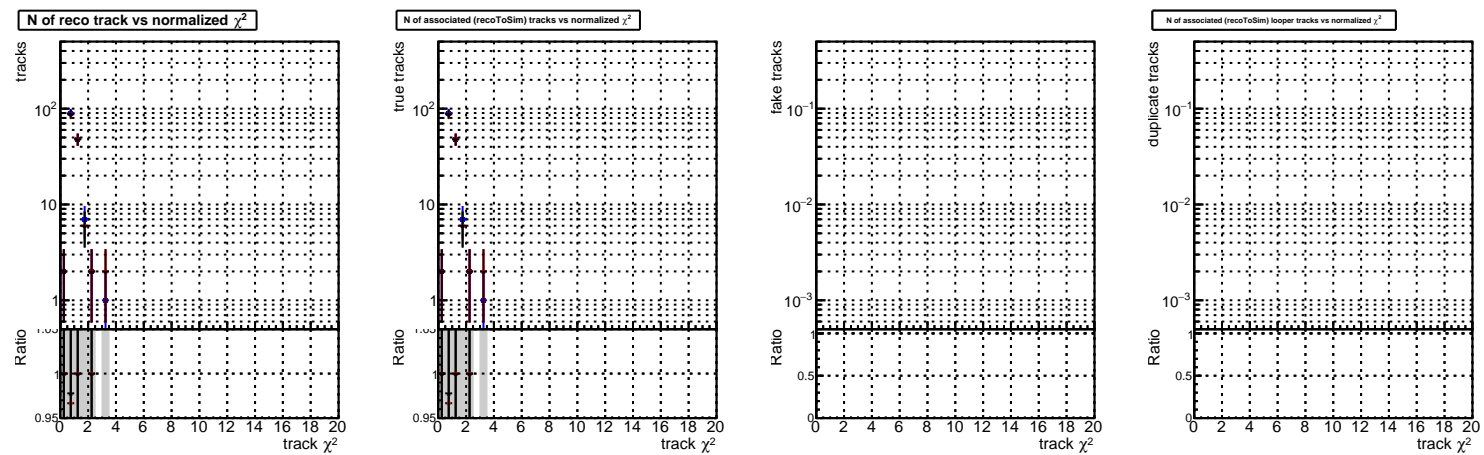 N of reco track vs normalized χ²
tracks
10²
10
1
Ratio
1.05
1
0.95
0 2 4 6 8 10 12 14 16 18 20
track χ²
N of associated (recoToSim) tracks vs normalized χ²
true tracks
10²
10
1
Ratio
1.05
1
0.95
0 2 4 6 8 10 12 14 16 18 20
track χ²
fake tracks
10⁻¹
10⁻²
10⁻³
Ratio
1
0.5
0
0 2 4 6 8 10 12 14 16 18 20
track χ²
N of associated (recoToSim) looper tracks vs normalized χ²
duplicate tracks
10⁻¹
10⁻²
10⁻³
Ratio
1
0.5
0
0 2 4 6 8 10 12 14 16 18 20
track χ²